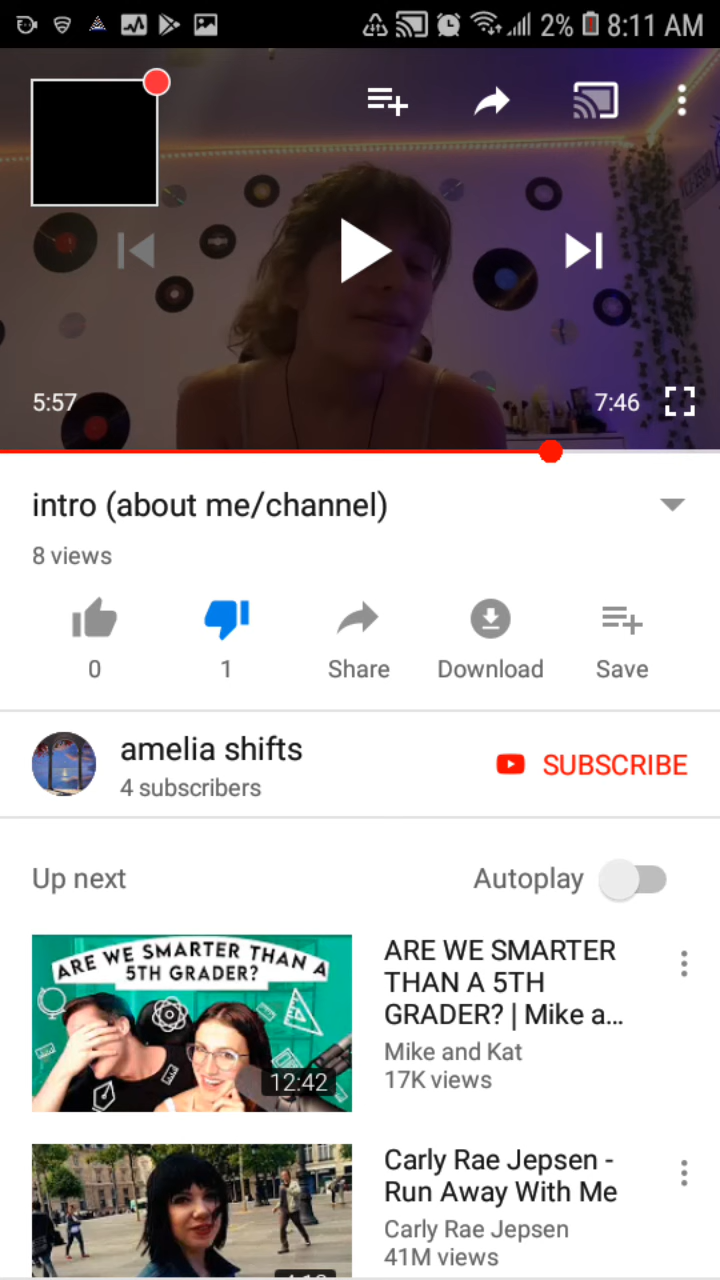 2% 8:11 AM
5:57
7:46
intro (about me/channel)
8 views
0
1
Share
Download
Save
amelia shifts
4 subscribers
SUBSCRIBE
Up next
Autoplay
ARE WE SMARTER THAN A
5TH GRADER?
12:42
ARE WE SMARTER
THAN A 5TH
GRADER? | Mike a...
Mike and Kat
17K views
Carly Rae Jepsen -
Run Away With Me
Carly Rae Jepsen
41M views